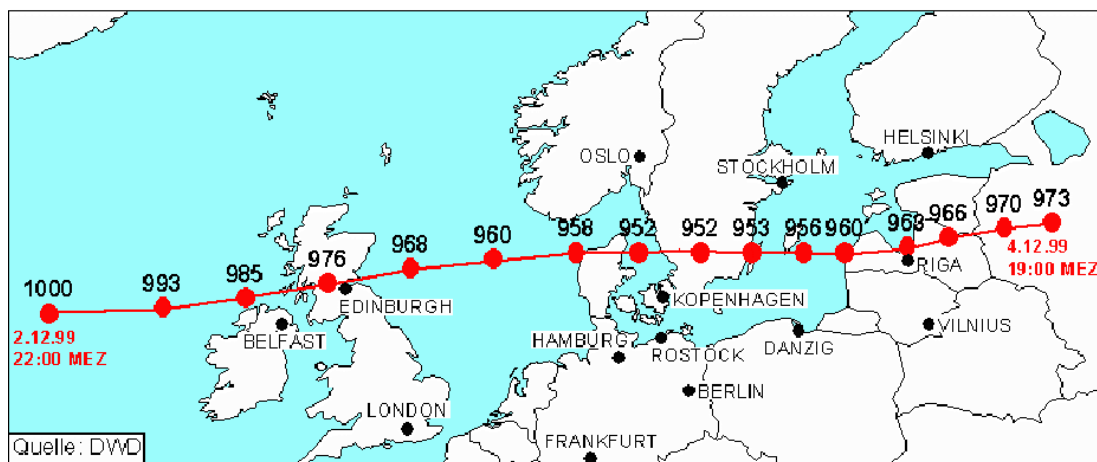 HELSINKI
OSLO
STOCKHOLM
958 952 952 953 956 960 963 966 970 973
960
968
976
985
993
1000
4.12.99
19:00 MEZ
RIGA
2.12.99
22:00 MEZ
EDINBURGH
KOPENHAGEN
BELFAST
HAMBURG
ROSTOCK
DANZIG
VILNIUS
BERLIN
LONDON
FRANKFURT
Quelle: DWD